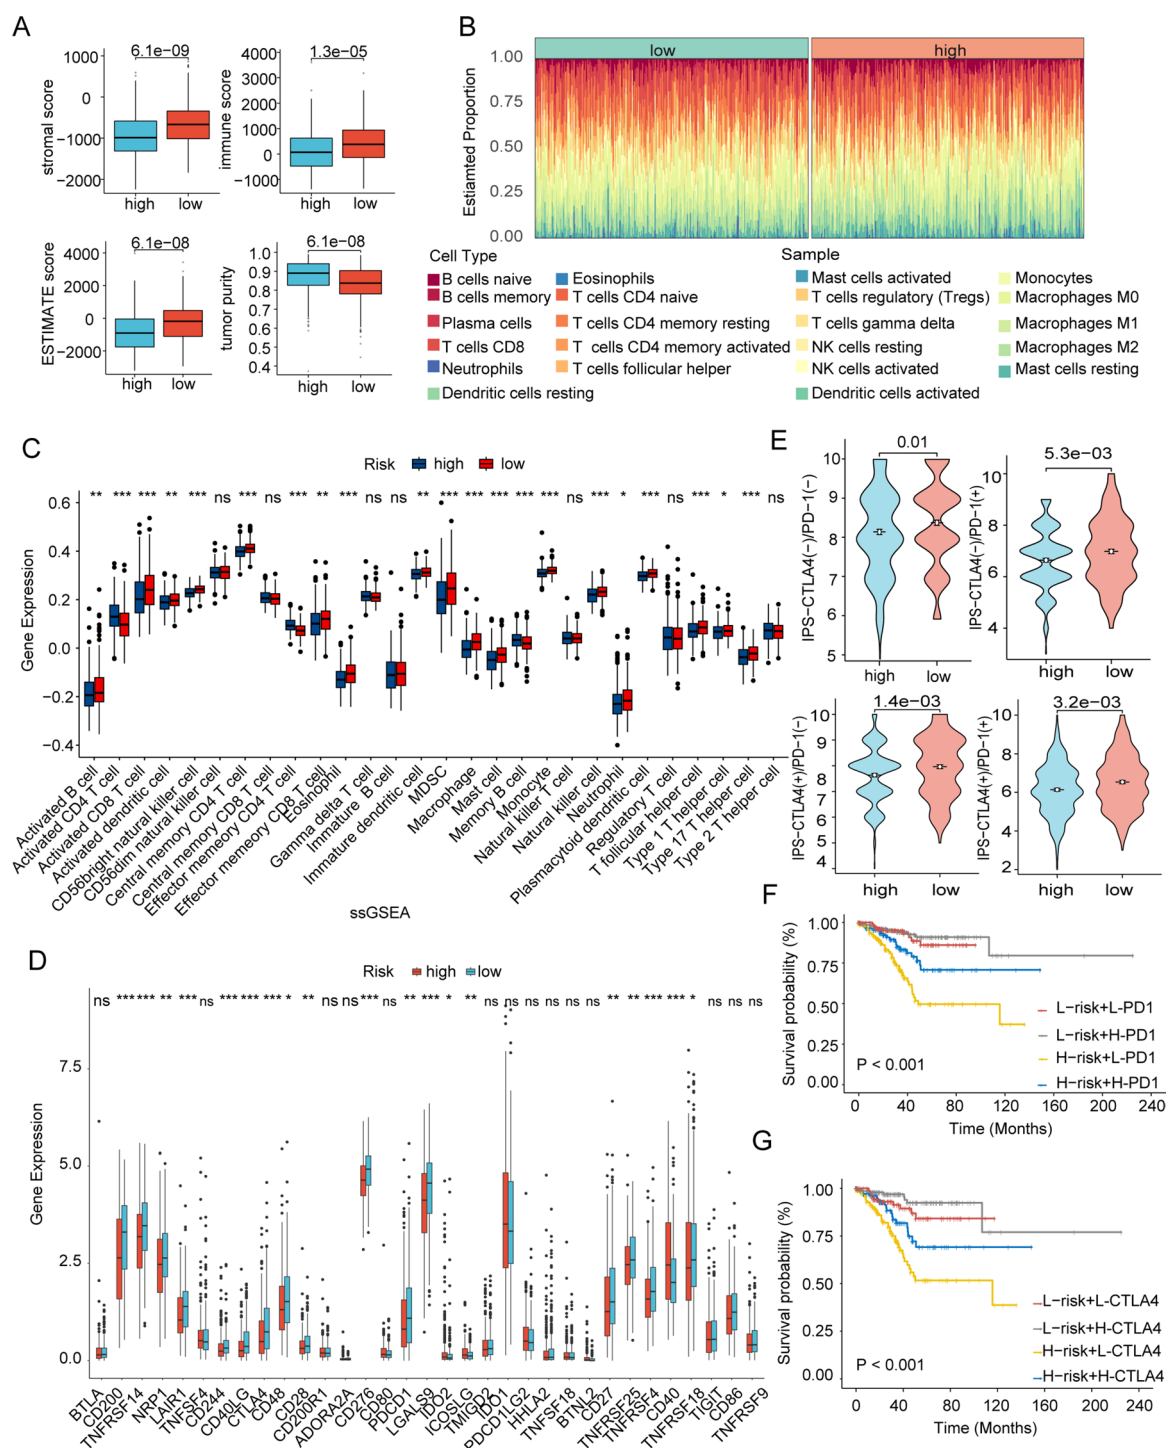 A
6.1e−09
stromal score
1000
0
−1000
−2000
high low
1.3e−05
immune score
4000
3000
2000
1000
0
−1000
high low
6.1e−08
ESTIMATE score
4000
2000
0
−2000
high low
6.1e−08
tumor purity
1.0
0.9
0.8
0.7
0.6
0.5
0.4
high low
B
low high
Estiamted Proportion
1.00
0.75
0.50
0.25
0.00
Cell Type Sample
B cells naive Eosinophils Mast cells activated Monocytes
B cells memory T cells CD4 naive T cells regulatory (Tregs) Macrophages M0
Plasma cells T cells CD4 memory resting T cells gamma delta Macrophages M1
T cells CD8 T cells CD4 memory activated NK cells resting Macrophages M2
Neutrophils T cells follicular helper NK cells activated Mast cells resting
Dendritic cells resting Dendritic cells activated
C
Risk high low
** *** *** ** *** ns *** ns *** ** *** ns ns ** *** *** *** *** *** ns *** * *** ns *** * *** ns
Gene Expression
0.6
0.4
0.2
0.0
−0.2
−0.4
Activated B cell
Activated CD4 T cell
Activated CD8 T cell
Activated dendritic cell
CD56bright natural killer cell
CD56dim natural killer cell
Central memory CD4 T cell
Central memory CD8 T cell
Effector memeory CD4 T cell
Effector memeory CD8 T cell
Eosinophil
Gamma delta T cell
Immature B cell
Immature dendritic cell
MDSC
Macrophage
Mast cell
Memory B cell
Monocyte
Natural killer T cell
Natural killer cell
Neutrophil
Plasmacytoid dendritic cell
Regulatory T cell
T follicular helper cell
Type 1 T helper cell
Type 17 T helper cell
Type 2 T helper cell
ssGSEA
D
Risk high low
ns *** *** ** *** ns *** *** *** * ** ns ns *** ns ** *** * ** ns ns ns ns ns ** ** *** *** * ns ns ns
Gene Expression
7.5
5.0
2.5
0.0
BTLA
CD200
TNFRSF14
NRP1
LAIR1
TNFSF4
CD244
CD40LG
CTLA4
CD48
CD28
CD200R1
ADORA2A
CD276
CD80
PDCD1
LGALS9
IDO2
ICOSLG
TMIGD2
IDO1
PDCD1LG2
HHLA2
TNFSF18
BTNL2
CD27
TNFRSF25
TNFRSF4
CD40
TNFRSF18
TIGIT
CD86
TNFRSF9
E
0.01
IPS−CTLA4(−)/PD−1(−)
10
9
8
7
6
5
high low
5.3e−03
IPS−CTLA4(−)/PD−1(+)
10
8
6
4
high low
1.4e−03
IPS−CTLA4(+)/PD−1(−)
10
9
8
7
6
5
4
high low
3.2e−03
IPS−CTLA4(+)/PD−1(+)
10
8
6
4
2
high low
F
Survival probability (%)
1.00
0.75
0.50
0.25
0.00
L−risk+L−PD1
L−risk+H−PD1
H−risk+L−PD1
H−risk+H−PD1
P < 0.001
0 40 80 120 160 200 240
Time (Months)
G
Survival probability (%)
1.00
0.75
0.50
0.25
0.00
L−risk+L−CTLA4
L−risk+H−CTLA4
H−risk+L−CTLA4
H−risk+H−CTLA4
P < 0.001
0 40 80 120 160 200 240
Time (Months)